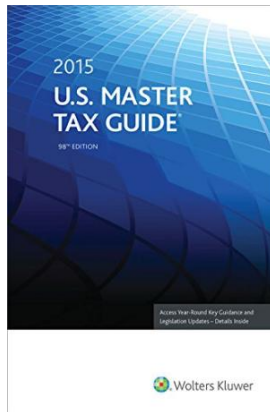 2015
U.S. MASTER
TAX GUIDE®
98TH EDITION
Access Year-Round Key Guidance and
Legislation Updates – Details Inside
Wolters Kluwer